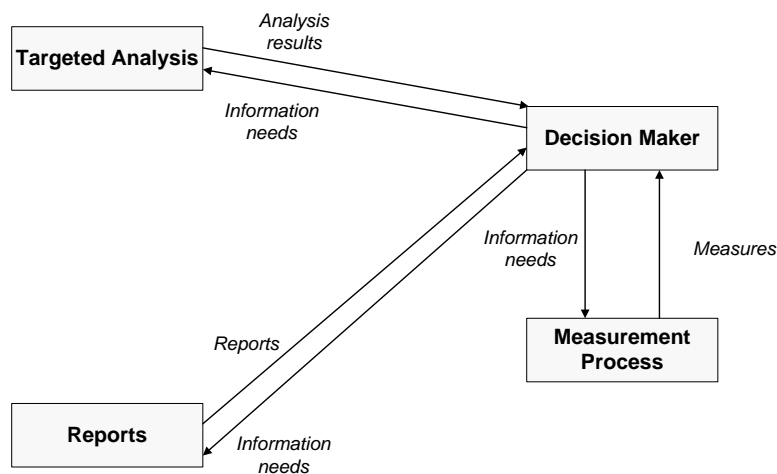 Analysis
results
Targeted Analysis
Information
needs
Decision Maker
Information
needs
Measures
Measurement
Process
Reports
Reports
Information
needs